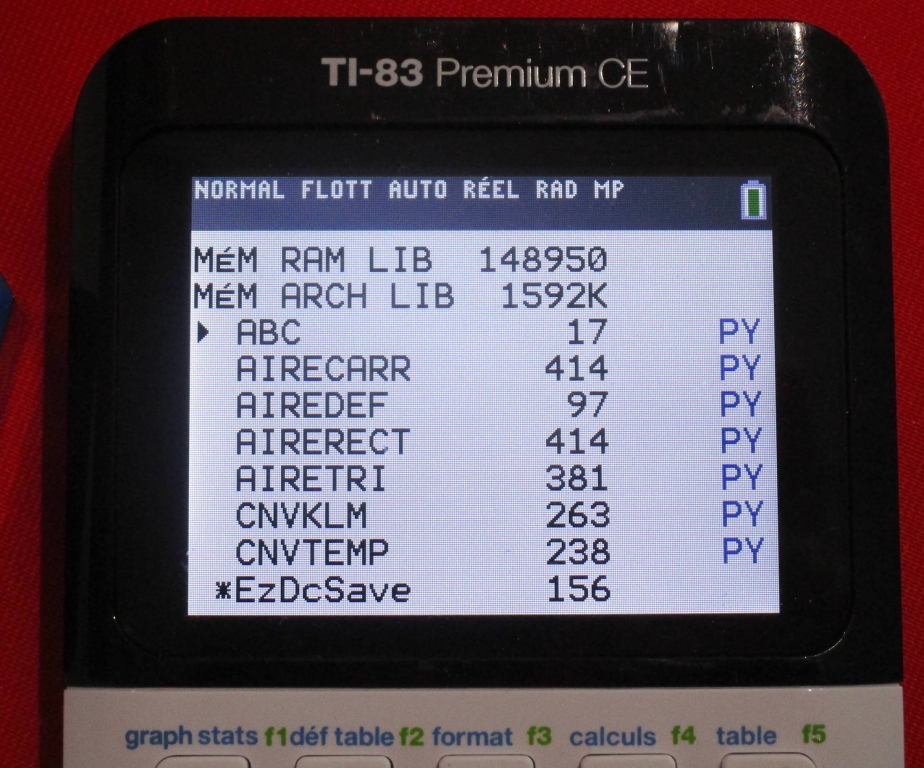 TI-83 Premium CE
NORMAL FLOTT AUTO RÉEL RAD MP
MéM RAM LIB 148950
MéM ARCH LIB 1592K
ABC 17 PY
AIRECARR 414 PY
AIREDEF 97 PY
AIRERECT 414 PY
AIRETRI 381 PY
CNVKLM 263 PY
CNVTEMP 238 PY
*EzDcSave 156
graph stats f1 déf table f2 format f3 calculs f4 table f5